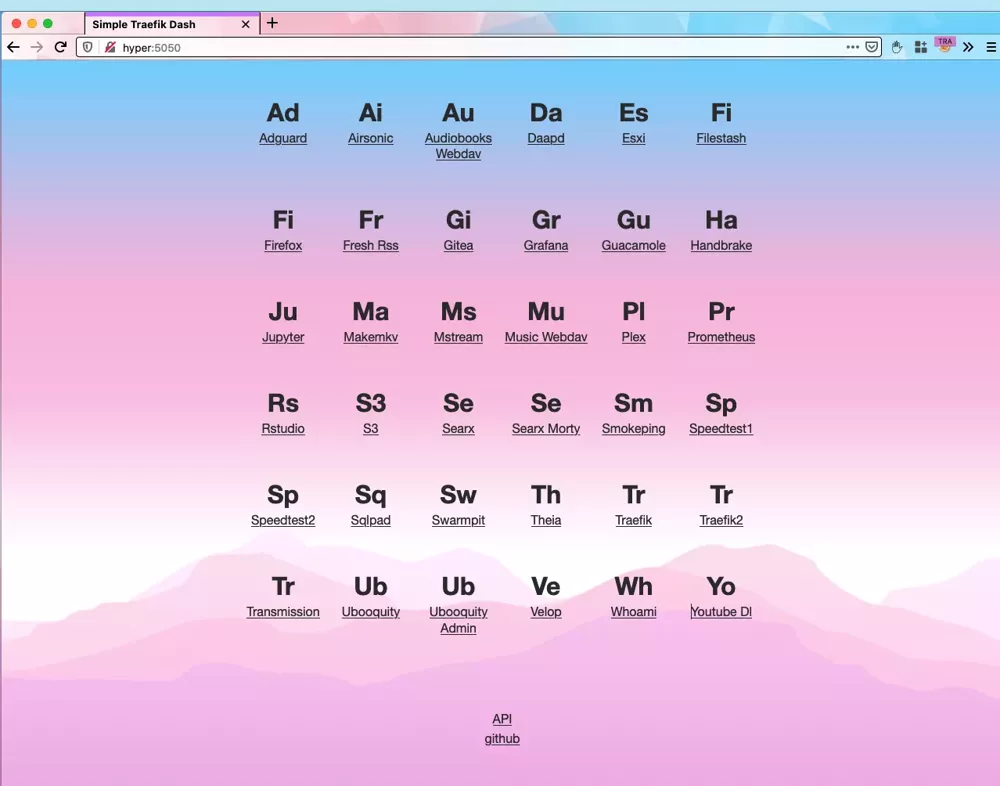 Simple Traefik Dash
hyper:5050
TRA
Ad Ai Au Da Es Fi
Adguard Airsonic Audiobooks Daapd Esxi Filestash
Webdav
Fi Fr Gi Gr Gu Ha
Firefox Fresh Rss Gitea Grafana Guacamole Handbrake
Ju Ma Ms Mu Pl Pr
Jupyter Makemkv Mstream Music Webdav Plex Prometheus
Rs S3 Se Se Sm Sp
Rstudio S3 Searx Searx Morty Smokeping Speedtest1
Sp Sq Sw Th Tr Tr
Speedtest2 Sqlpad Swarmpit Theia Traefik Traefik2
Tr Ub Ub Ve Wh Yo
Transmission Ubooquity Ubooquity Velop Whoami Youtube Dl
Admin
API
github